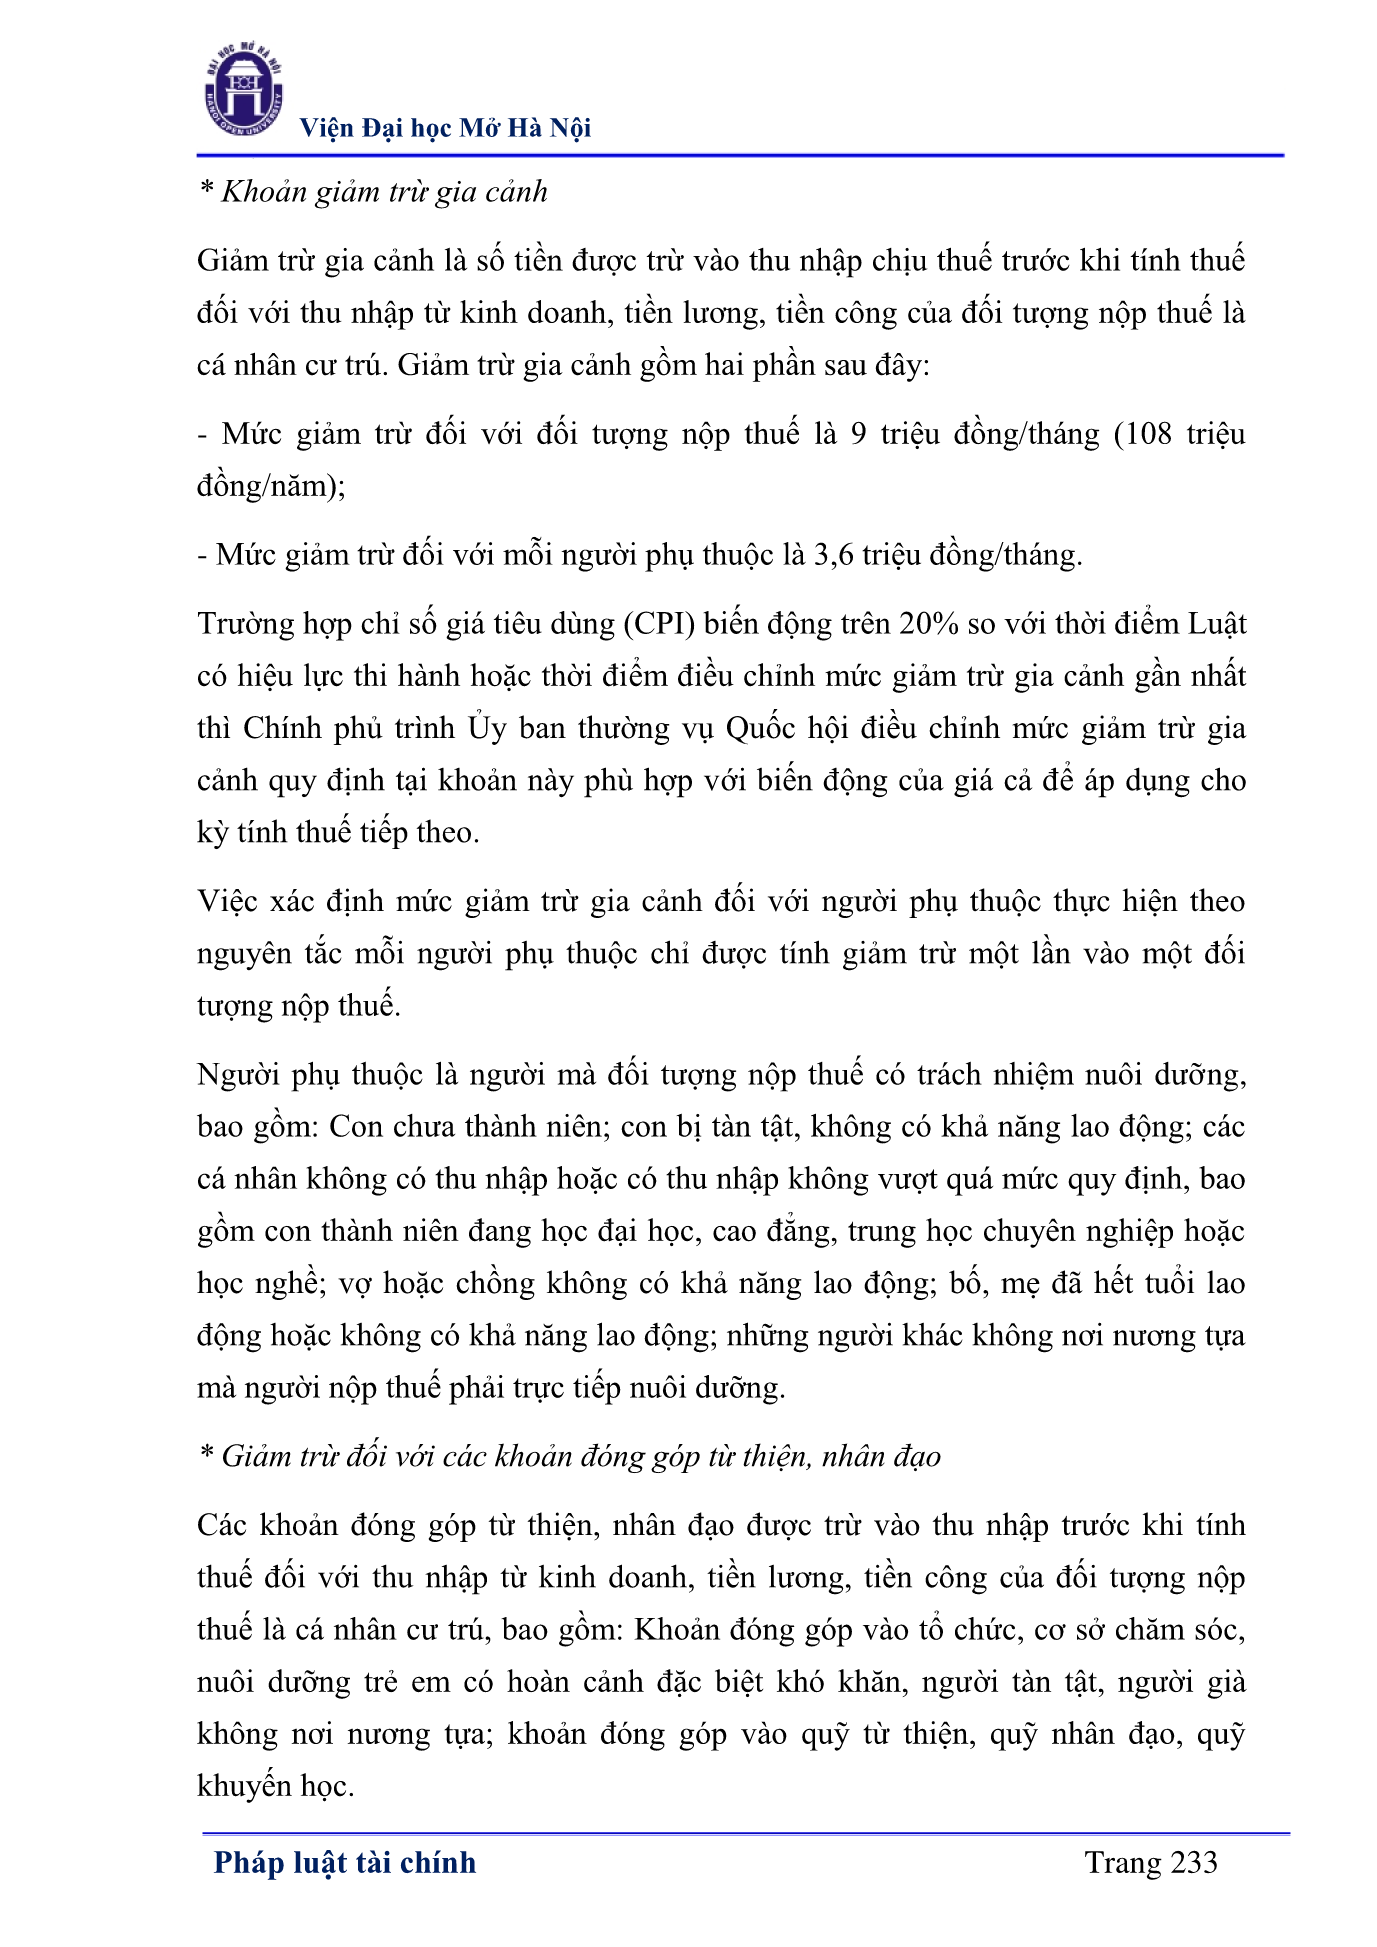 ĐẠI HỌC MỞ HÀ NỘI
HANOI OPEN UNIVERSITY
Viện Đại học Mở Hà Nội
* Khoản giảm trừ gia cảnh
Giảm trừ gia cảnh là số tiền được trừ vào thu nhập chịu thuế trước khi tính thuế
đối với thu nhập từ kinh doanh, tiền lương, tiền công của đối tượng nộp thuế là
cá nhân cư trú. Giảm trừ gia cảnh gồm hai phần sau đây:
- Mức giảm trừ đối với đối tượng nộp thuế là 9 triệu đồng/tháng (108 triệu
đồng/năm);
- Mức giảm trừ đối với mỗi người phụ thuộc là 3,6 triệu đồng/tháng.
Trường hợp chỉ số giá tiêu dùng (CPI) biến động trên 20% so với thời điểm Luật
có hiệu lực thi hành hoặc thời điểm điều chỉnh mức giảm trừ gia cảnh gần nhất
thì Chính phủ trình Ủy ban thường vụ Quốc hội điều chỉnh mức giảm trừ gia
cảnh quy định tại khoản này phù hợp với biến động của giá cả để áp dụng cho
kỳ tính thuế tiếp theo.
Việc xác định mức giảm trừ gia cảnh đối với người phụ thuộc thực hiện theo
nguyên tắc mỗi người phụ thuộc chỉ được tính giảm trừ một lần vào một đối
tượng nộp thuế.
Người phụ thuộc là người mà đối tượng nộp thuế có trách nhiệm nuôi dưỡng,
bao gồm: Con chưa thành niên; con bị tàn tật, không có khả năng lao động; các
cá nhân không có thu nhập hoặc có thu nhập không vượt quá mức quy định, bao
gồm con thành niên đang học đại học, cao đẳng, trung học chuyên nghiệp hoặc
học nghề; vợ hoặc chồng không có khả năng lao động; bố, mẹ đã hết tuổi lao
động hoặc không có khả năng lao động; những người khác không nơi nương tựa
mà người nộp thuế phải trực tiếp nuôi dưỡng.
* Giảm trừ đối với các khoản đóng góp từ thiện, nhân đạo
Các khoản đóng góp từ thiện, nhân đạo được trừ vào thu nhập trước khi tính
thuế đối với thu nhập từ kinh doanh, tiền lương, tiền công của đối tượng nộp
thuế là cá nhân cư trú, bao gồm: Khoản đóng góp vào tổ chức, cơ sở chăm sóc,
nuôi dưỡng trẻ em có hoàn cảnh đặc biệt khó khăn, người tàn tật, người già
không nơi nương tựa; khoản đóng góp vào quỹ từ thiện, quỹ nhân đạo, quỹ
khuyến học.
Pháp luật tài chính
Trang 233